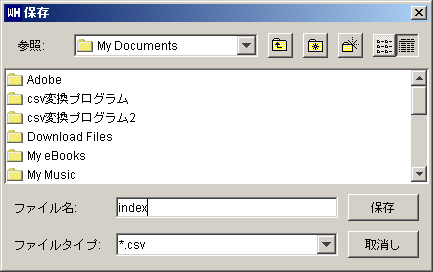 WH 保存
参照: My Documents
Adobe
csv変換プログラム
csv変換プログラム2
Download Files
My eBooks
My Music
ファイル名: index 保存
ファイルタイプ: *.csv 取消し